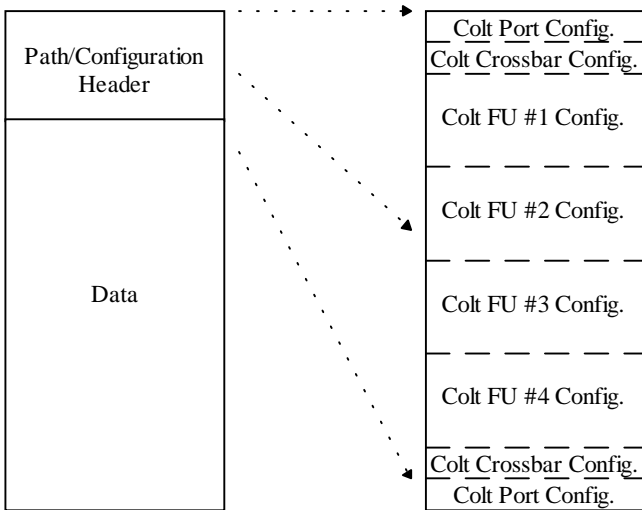 Path/Configuration
Header
Data
Colt Port Config.
Colt Crossbar Config.
Colt FU #1 Config.
Colt FU #2 Config.
Colt FU #3 Config.
Colt FU #4 Config.
Colt Crossbar Config.
Colt Port Config.